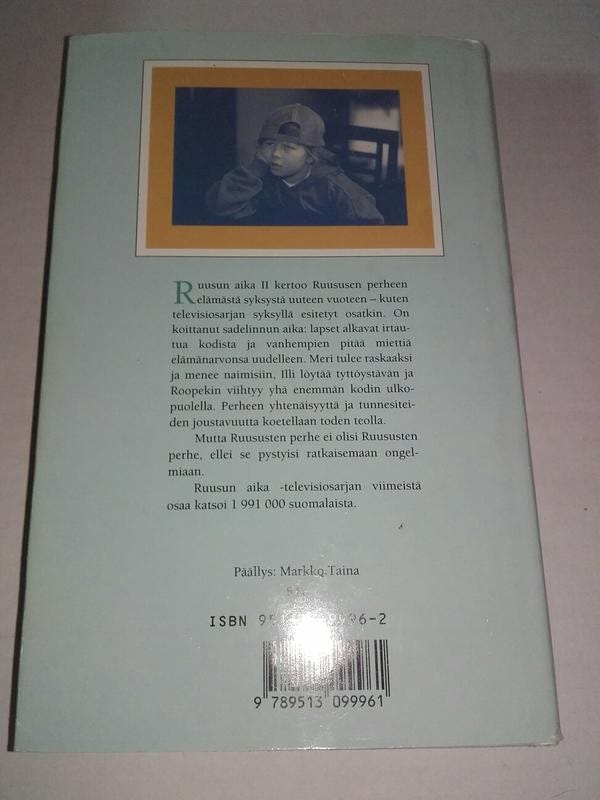 Ruusun aika II kertoo Ruususen perheen
elämästä syksystä uuteen vuoteen – kuten
televisiosarjan syksyllä esitetyt osatkin. On
koittanut sadelinnun aika: lapset alkavat irtau-
tua kodista ja vanhempien pitää miettiä
elämänarvonsa uudelleen. Meri tulee raskaaksi
ja menee naimisiin, Illi löytää tyttöystävän ja
Roopekin viihtyy yhä enemmän kodin ulko-
puolella. Perheen yhtenäisyyttä ja tunnesitei-
den joustavuutta koetellaan toden teolla.
Mutta Ruusunten perhe ei olisi Ruusunten
perhe, ellei se pystyisi ratkaisemaan ongel-
miaan.
Ruusun aika -televisiosarjan viimeistä
osaa katsoi 1 991 000 suomalaista.
Päällys: Markko Taina
ISBN 6-2
9 789513 099961